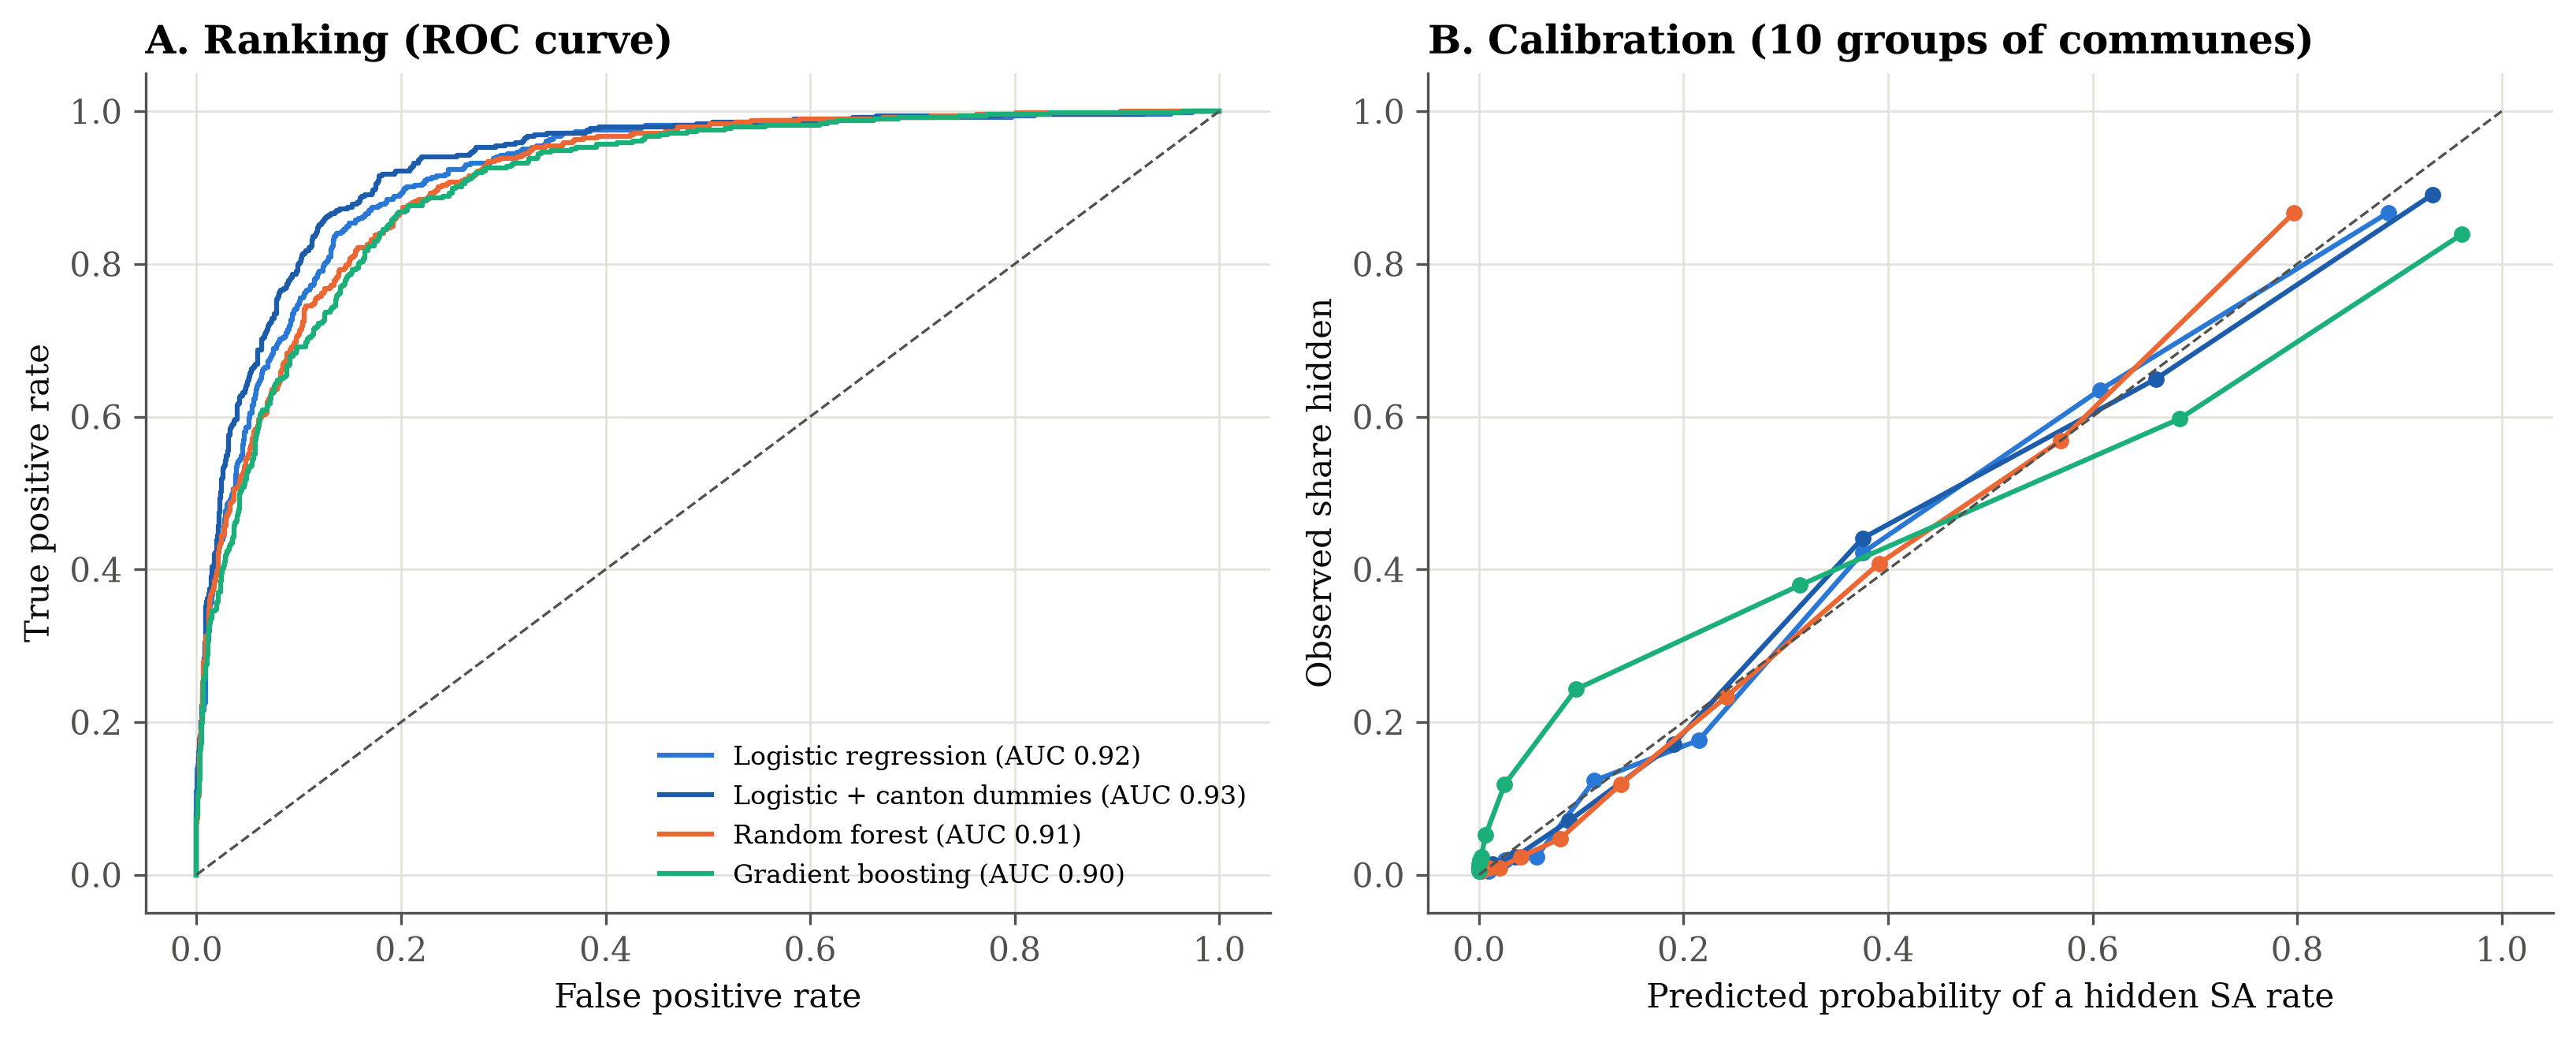 A. Ranking (ROC curve)
True positive rate
1.0
0.8
0.6
0.4
0.2
0.0
Logistic regression (AUC 0.92)
Logistic + canton dummies (AUC 0.93)
Random forest (AUC 0.91)
Gradient boosting (AUC 0.90)
0.0 0.2 0.4 0.6 0.8 1.0
False positive rate
B. Calibration (10 groups of communes)
Observed share hidden
1.0
0.8
0.6
0.4
0.2
0.0
0.0 0.2 0.4 0.6 0.8 1.0
Predicted probability of a hidden SA rate